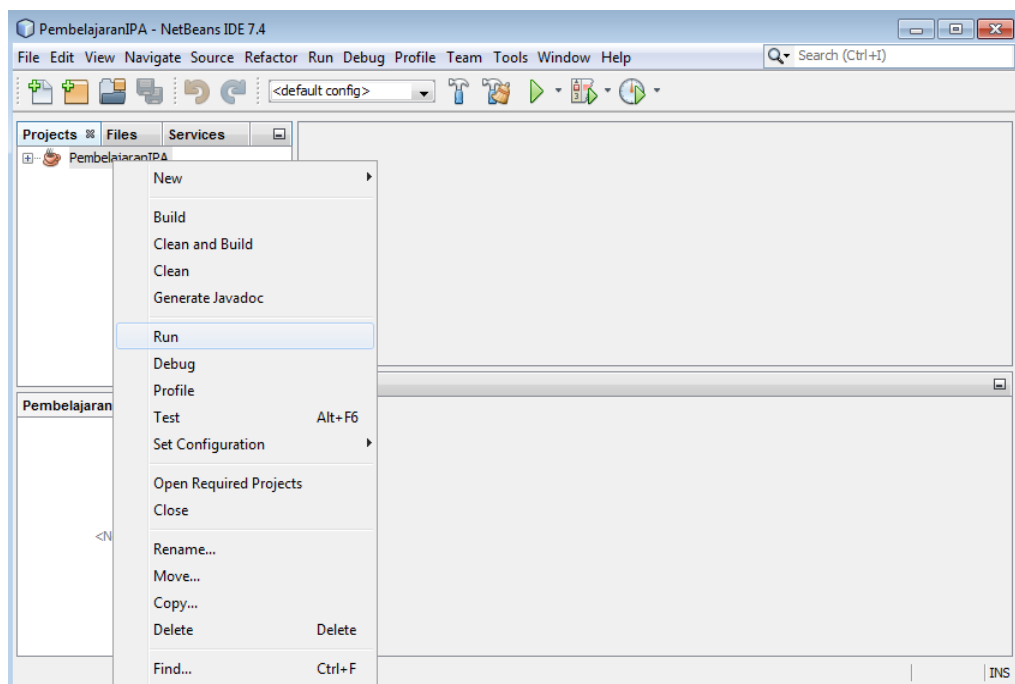 PembelajaranIPA - NetBeans IDE 7.4
File Edit View Navigate Source Refactor Run Debug Profile Team Tools Window Help
Search (Ctrl+I)
<default config>
Projects Files Services
PembelajaranIPA
New
Build
Clean and Build
Clean
Generate Javadoc
Run
Debug
Profile
Test Alt+F6
Set Configuration
Open Required Projects
Close
Rename...
Move...
Copy...
Delete Delete
Find... Ctrl+F
Pembelajaran
<N
INS